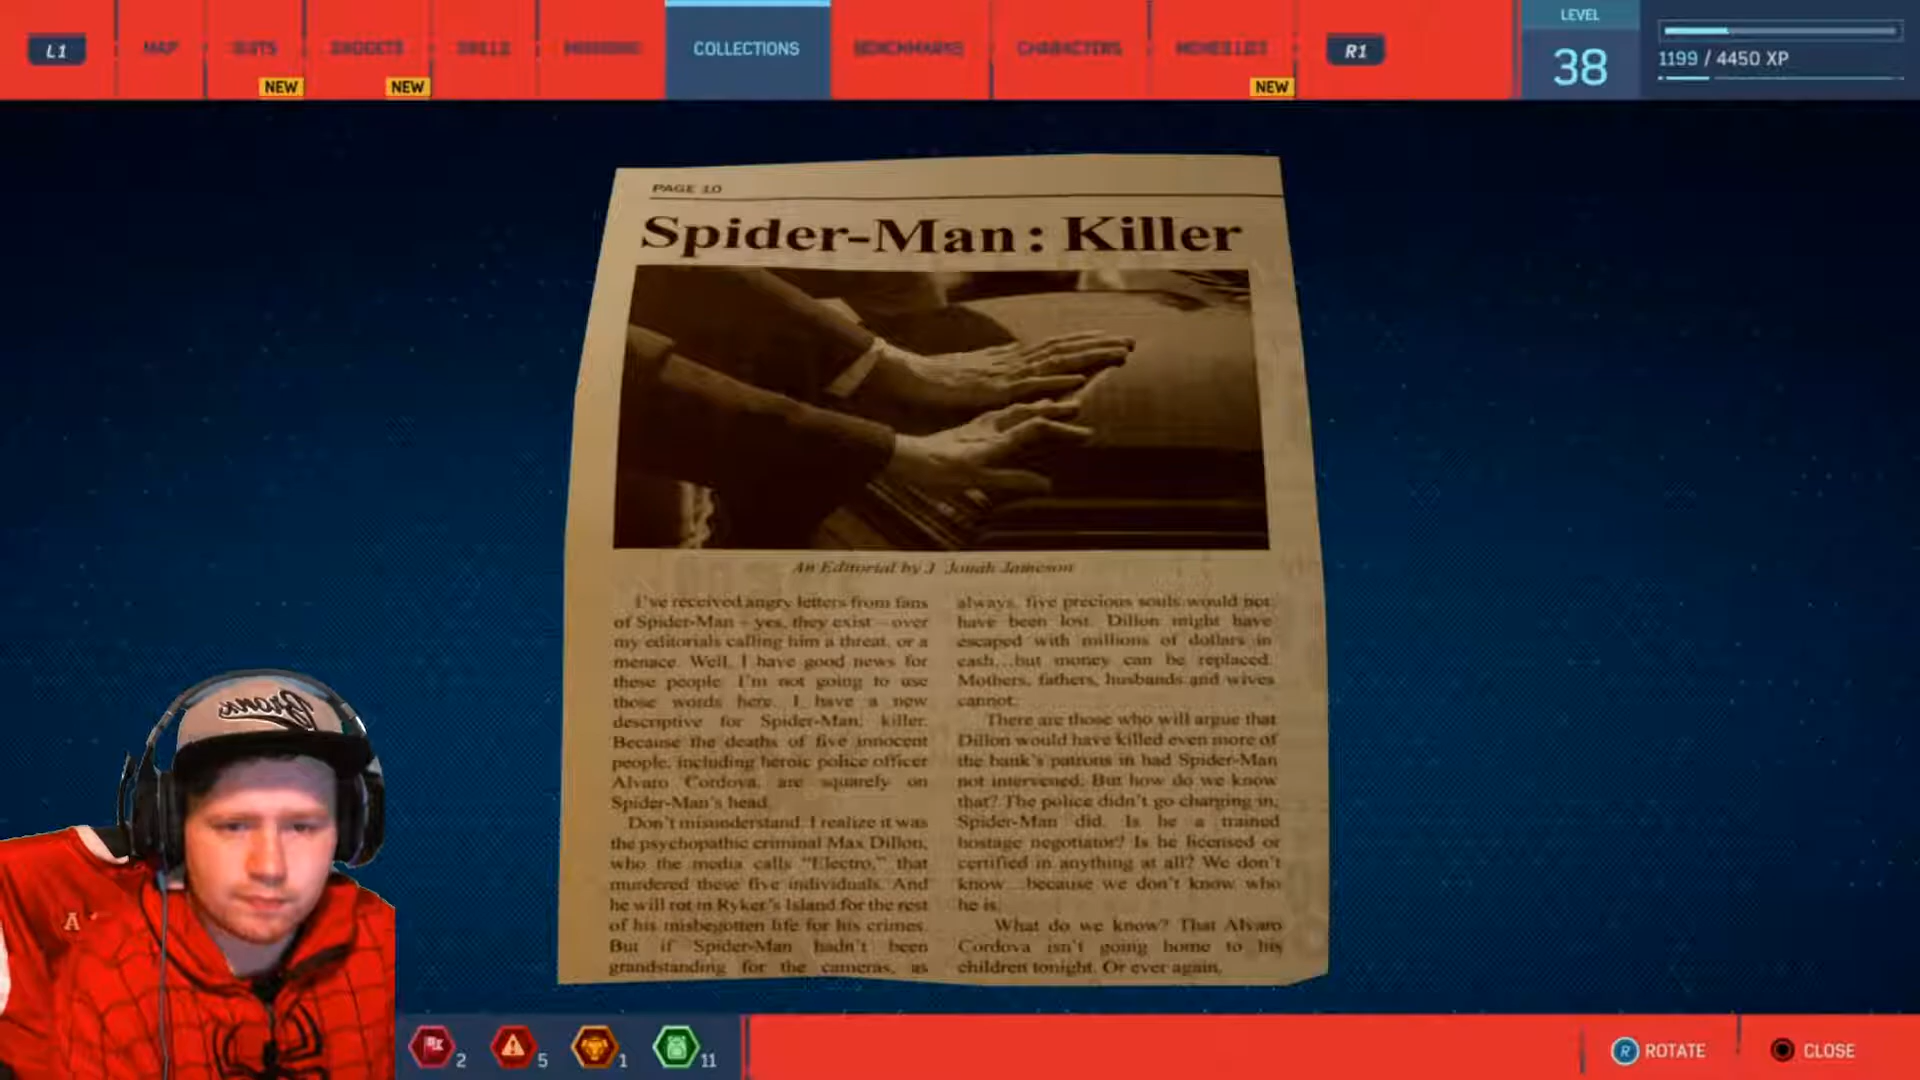 L1
MAP
SUITS
NEW
GADGETS
NEW
SKILLS
MISSIONS
COLLECTIONS
BENCHMARKS
CHARACTERS
MOVES LIST
NEW
R1
LEVEL
38
1199 / 4450 XP
PAGE 10
Spider-Man: Killer
An Editorial by J. Jonah Jameson
I've received angry letters from fans
of Spider-Man - yes, they exist - over
my editorials calling him a threat, or a
menace. Well, I have good news for
these people. I'm not going to use
those words here. I have a new
descriptive for Spider-Man: killer.
Because the deaths of five innocent
people, including heroic police officer
Alvaro Cordova, are squarely on
Spider-Man's head.
Don't misunderstand. I realize it was
the psychopathic criminal Max Dillon,
who the media calls "Electro," that
murdered these five individuals. And
he will rot in Ryker's Island for the rest
of his misbegotten life for his crimes.
But if Spider-Man hadn't been
grandstanding for the cameras, as
always, five precious souls would not
have been lost. Dillon might have
escaped with millions of dollars in
cash...but money can be replaced.
Mothers, fathers, husbands and wives
cannot.
There are those who will argue that
Dillon would have killed even more of
the bank's patrons in had Spider-Man
not intervened. But how do we know
that? The police didn't go charging in,
Spider-Man did. Is he a trained
hostage negotiator? Is he licensed or
certified in anything at all? We don't
know...because we don't know who
he is.
What do we know? That Alvaro
Cordova isn't going home to his
children tonight. Or ever again.
Bronx
A
2
5
1
11
R ROTATE
CLOSE